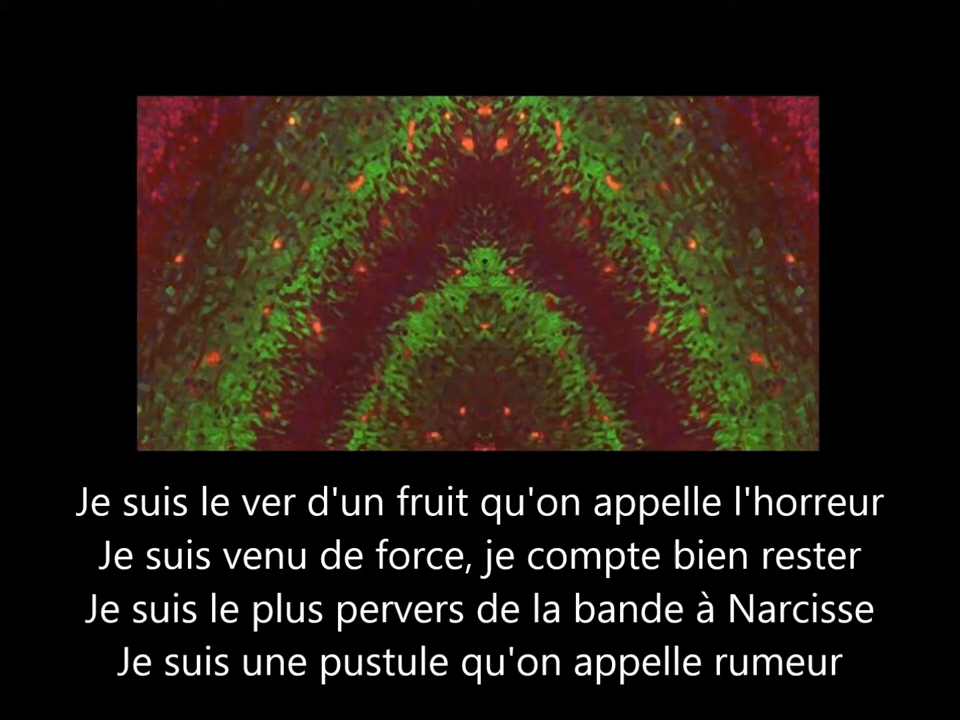 Je suis le ver d'un fruit qu'on appelle l'horreur
Je suis venu de force, je compte bien rester
Je suis le plus pervers de la bande à Narcisse
Je suis une pustule qu'on appelle rumeur